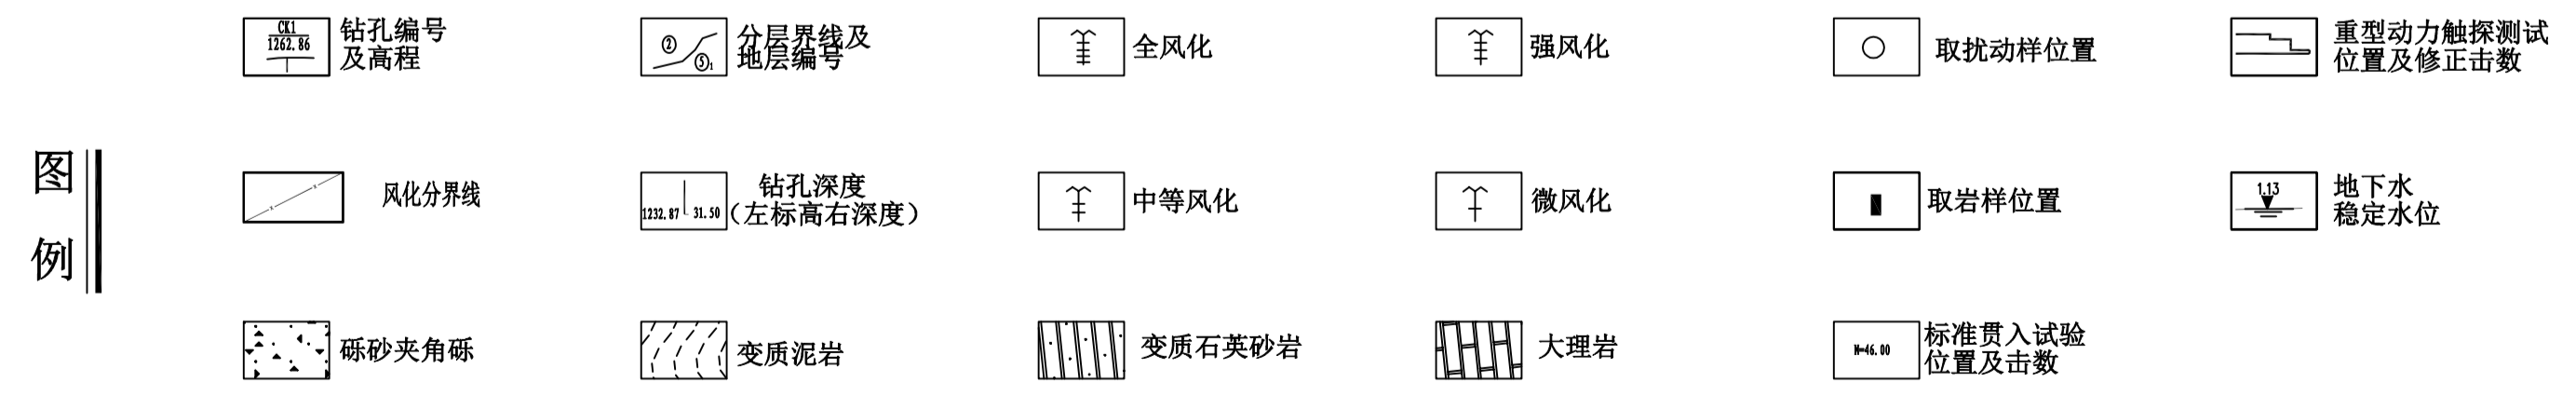 CK1
1262.86
钻孔编号
及高程
②
⑤1
分层界线及
地层编号
全风化
强风化
取扰动样位置
重型动力触探测试
位置及修正击数
图
例
风化分界线
1232.87
31.50
钻孔深度
（左标高右深度）
中等风化
微风化
取岩样位置
1.13
地下水
稳定水位
砾砂夹角砾
变质泥岩
变质石英砂岩
大理岩
N=46.00
标准贯入试验
位置及击数